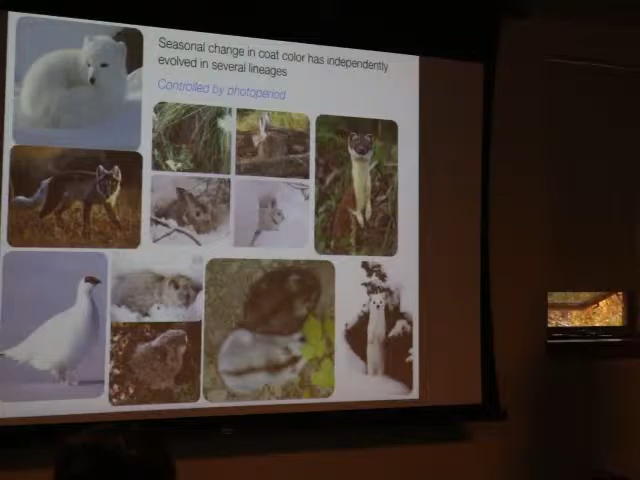 Seasonal change in coat color has independently
evolved in several lineages
Controlled by photoperiod